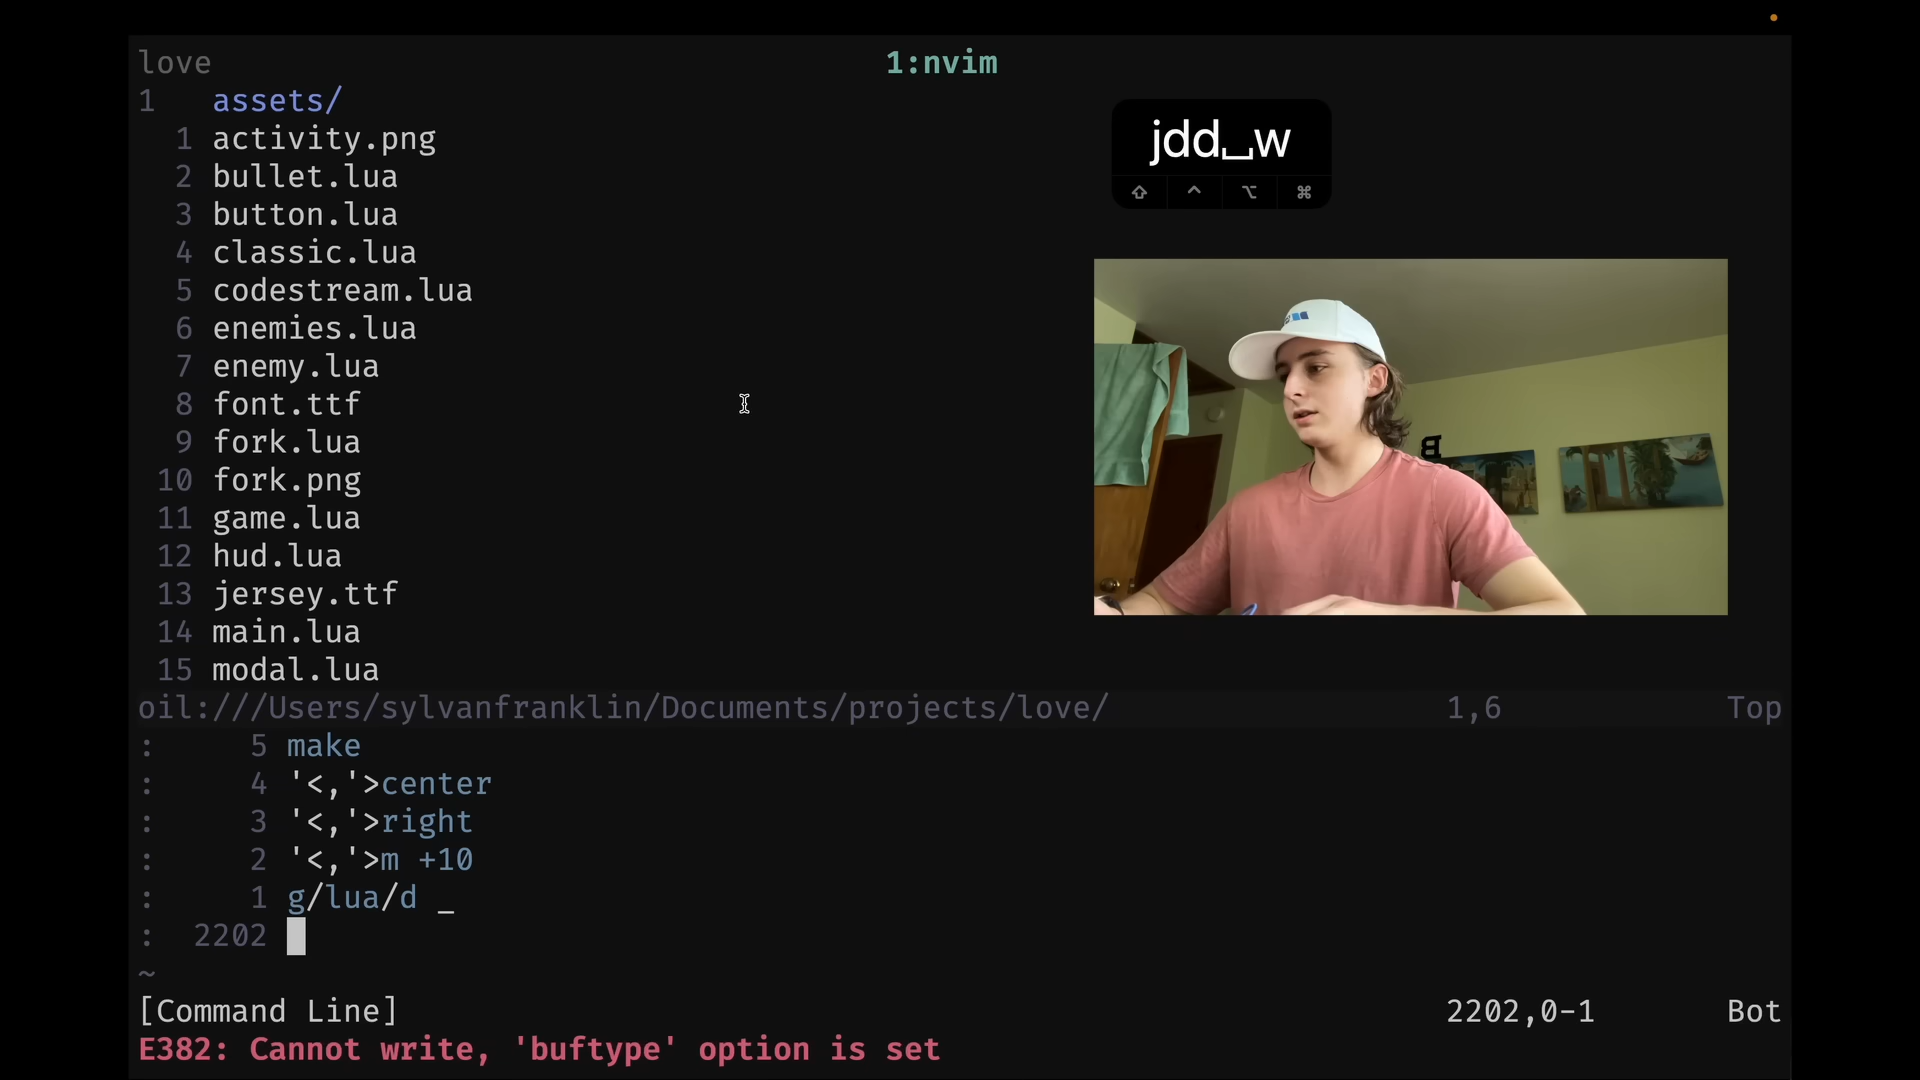 love 1:nvim
1 assets/
1 activity.png
2 bullet.lua
3 button.lua
4 classic.lua
5 codestream.lua
6 enemies.lua
7 enemy.lua
8 font.ttf
9 fork.lua
10 fork.png
11 game.lua
12 hud.lua
13 jersey.ttf
14 main.lua
15 modal.lua
jdd␣w
⇧ ⌃ ⌥ ⌘
oil:///Users/sylvanfranklin/Documents/projects/love/ 1,6 Top
: 5 make
: 4 '<,'>center
: 3 '<,'>right
: 2 '<,'>m +10
: 1 g/lua/d _
: 2202
~
[Command Line] 2202,0-1 Bot
E382: Cannot write, 'buftype' option is set